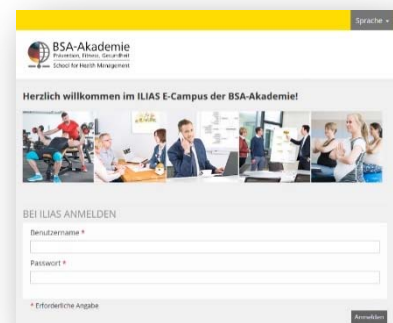 Sprache
BSA-Akademie
Prävention, Fitness, Gesundheit
School for Health Management
Herzlich willkommen im ILIAS E-Campus der BSA-Akademie!
BEI ILIAS ANMELDEN
Benutzername *
Passwort *
* Erforderliche Angabe
Anmelden